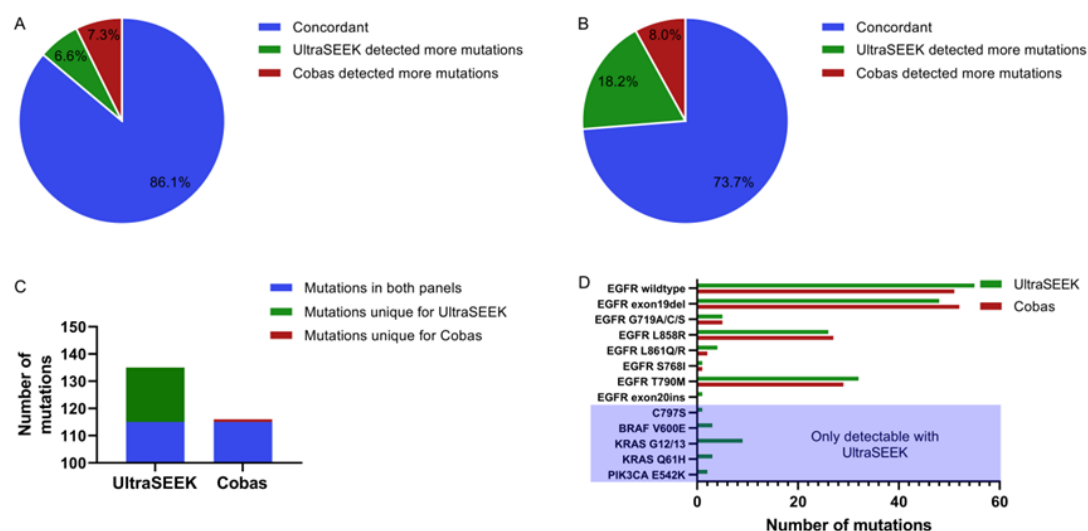 A
7.3%
6.6%
86.1%
Concordant
UltraSEEK detected more mutations
Cobas detected more mutations
B
8.0%
18.2%
73.7%
Concordant
UltraSEEK detected more mutations
Cobas detected more mutations
C
Mutations in both panels
Mutations unique for UltraSEEK
Mutations unique for Cobas
Number of
mutations
150
140
130
120
110
100
UltraSEEK
Cobas
D
UltraSEEK
Cobas
EGFR wildtype
EGFR exon19del
EGFR G719A/C/S
EGFR L858R
EGFR L861Q/R
EGFR S768I
EGFR T790M
EGFR exon20ins
C797S
BRAF V600E
KRAS G12/13
KRAS Q61H
PIK3CA E542K
Only detectable with
UltraSEEK
0
20
40
60
Number of mutations